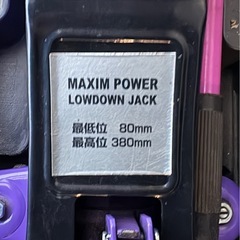 MAXIM POWER
LOWDOWN JACK
最低位 80mm
最高位 380mm